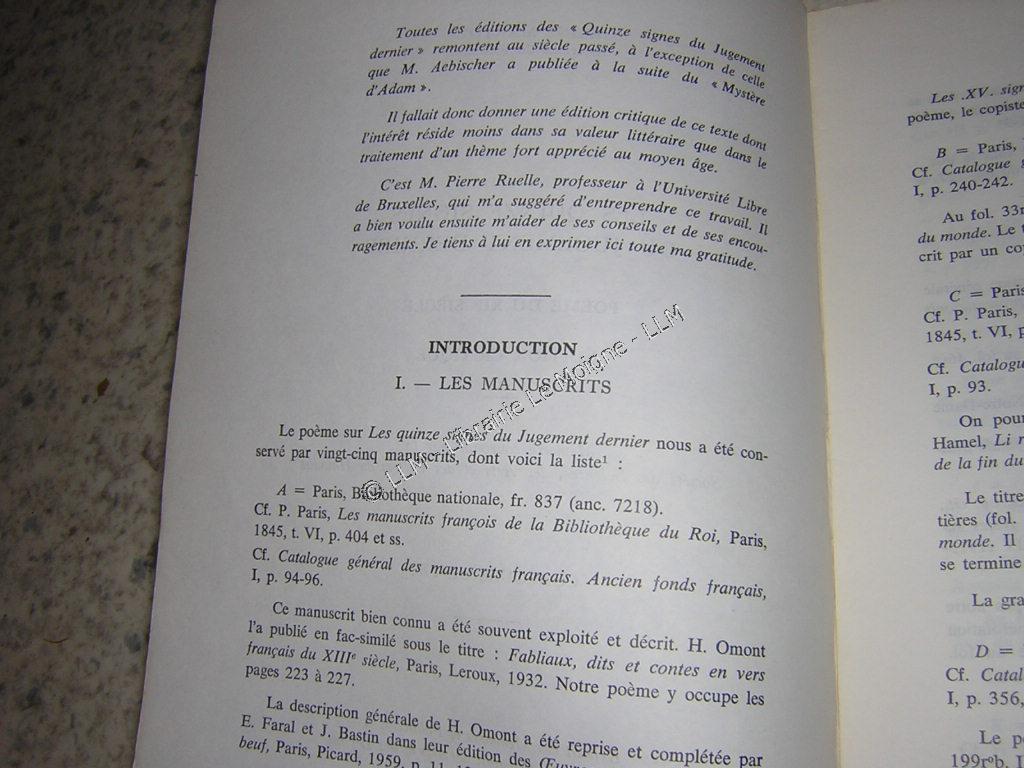 Toutes les éditions des « Quinze signes du Jugement
dernier » remontent au siècle passé, à l'exception de celle
que M. Aebischer a publiée à la suite du « Mystère
d'Adam ».
Il fallait donc donner une édition critique de ce texte dont
l'intérêt réside moins dans sa valeur littéraire que dans le
traitement d'un thème fort apprécié au moyen âge.
C'est M. Pierre Ruelle, professeur à l'Université Libre
de Bruxelles, qui m'a suggéré d'entreprendre ce travail. Il
a bien voulu ensuite m'aider de ses conseils et de ses encou-
ragements. Je tiens à lui en exprimer ici toute ma gratitude.
INTRODUCTION
I. — LES MANUSCRITS
Le poème sur Les quinze signes du Jugement dernier nous a été con-
servé par vingt-cinq manuscrits, dont voici la liste¹ :
A = Paris, Bibliothèque nationale, fr. 837 (anc. 7218).
Cf. P. Paris, Les manuscrits françois de la Bibliothèque du Roi, Paris,
1845, t. VI, p. 404 et ss.
Cf. Catalogue général des manuscrits français. Ancien fonds français,
I, p. 94-96.
Ce manuscrit bien connu a été souvent exploité et décrit. H. Omont
l'a publié en fac-similé sous le titre : Fabliaux, dits et contes en vers
français du XIIIe siècle, Paris, Leroux, 1932. Notre poème y occupe les
pages 223 à 227.
La description générale de H. Omont a été reprise et complétée par
E. Faral et J. Bastin dans leur édition des
beuf, Paris, Picard, 1959, p. 11
© LLM - Librairie LeMoigne - LLM
Les .XV. sign
poème, le copiste
B = Paris,
Cf. Catalogue g
I, p. 240-242.
Au fol. 33r
du monde. Le t
crit par un co
C = Paris
Cf. P. Paris,
1845, t. VI, p
Cf. Catalogu
I, p. 93.
On pou
Hamel, Li r
de la fin du
Le titre
tières (fol.
monde. Il
se termine
La gra
D =
Cf. Catal
I, p. 356,
Le p
199rºb. I